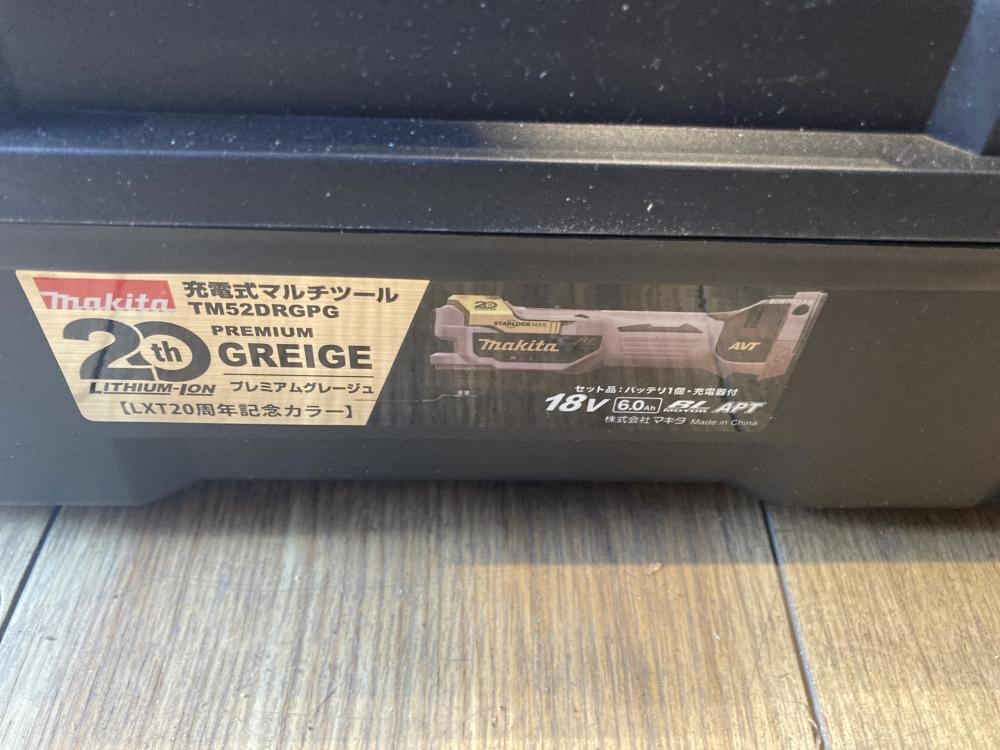 makita
充電式マルチツール
TM52DRGPG
20th
PREMIUM
GREIGE
LITHIUM-ION
プレミアムグレージュ
【LXT20周年記念カラー】
20
STARLOCKMAX
makita
AVT
セット品：バッテリ1個・充電器付
18V 6.0Ah BL MOTOR APT
株式会社マキタ Made in China